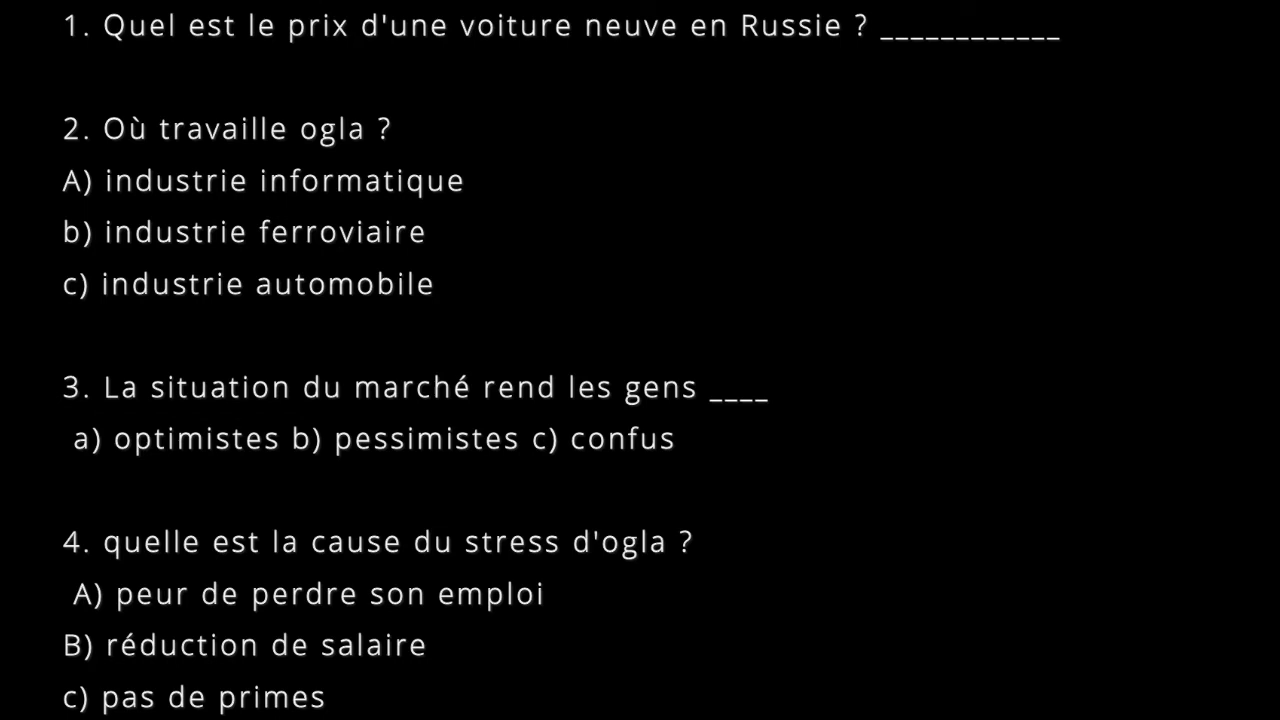 1. Quel est le prix d'une voiture neuve en Russie ? ____________
2. Où travaille ogla ?
A) industrie informatique
b) industrie ferroviaire
c) industrie automobile
3. La situation du marché rend les gens ____
a) optimistes b) pessimistes c) confus
4. quelle est la cause du stress d'ogla ?
A) peur de perdre son emploi
B) réduction de salaire
c) pas de primes